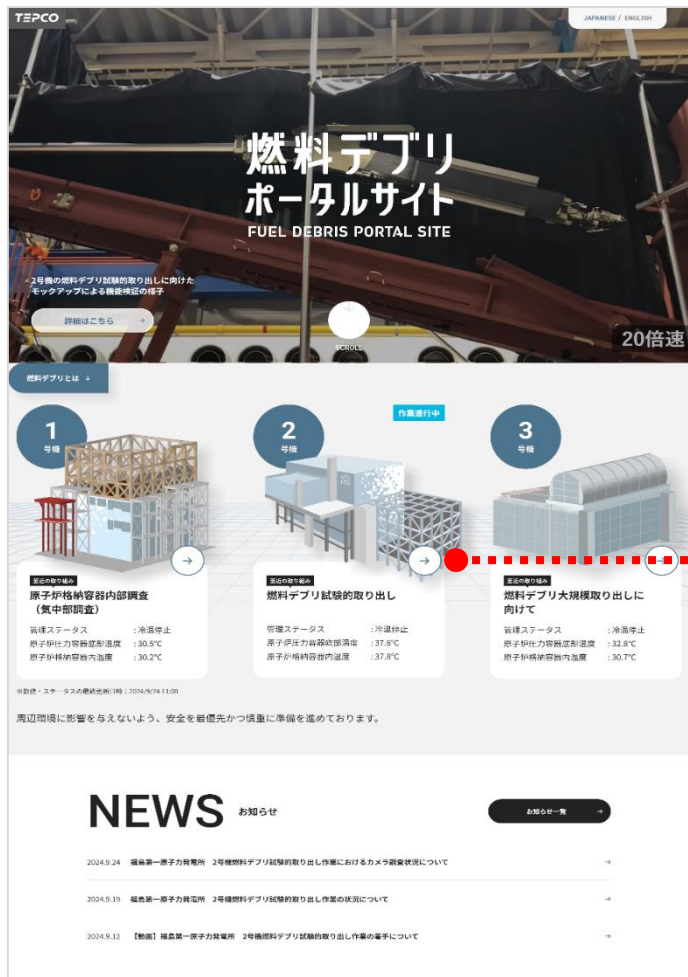 TEPCO
JAPANESE / ENGLISH
燃料デブリ
ポータルサイト
FUEL DEBRIS PORTAL SITE
2号機の燃料デブリ試験的取り出しに向けた
モックアップによる機能検証の様子
詳細はこちら →
SCROLL
20倍速
燃料デブリとは ↓
1
号機
作業進行中
2
号機
3
号機
至近の取り組み
原子炉格納容器内部調査
（気中部調査）
管理ステータス :冷温停止
原子炉圧力容器底部温度 : 30.5℃
原子炉格納容器内温度 : 30.2℃
至近の取り組み
燃料デブリ試験的取り出し
管理ステータス :冷温停止
原子炉圧力容器底部温度 : 37.6℃
原子炉格納容器内温度 : 37.8℃
至近の取り組み
燃料デブリ大規模取り出しに
向けて
管理ステータス :冷温停止
原子炉圧力容器底部温度 : 32.8℃
原子炉格納容器内温度 : 30.7℃
※数値・ステータスの最終更新日時：2024/9/24 11:00
周辺環境に影響を与えないよう、安全を最優先かつ慎重に準備を進めております。
NEWS お知らせ
お知らせ一覧 →
2024.9.24 福島第一原子力発電所 2号機燃料デブリ試験的取り出し作業におけるカメラ調査状況について →
2024.9.19 福島第一原子力発電所 2号機燃料デブリ試験的取り出し作業の状況について →
2024.9.12 【動画】福島第一原子力発電所 2号機燃料デブリ試験的取り出し作業の着手について →